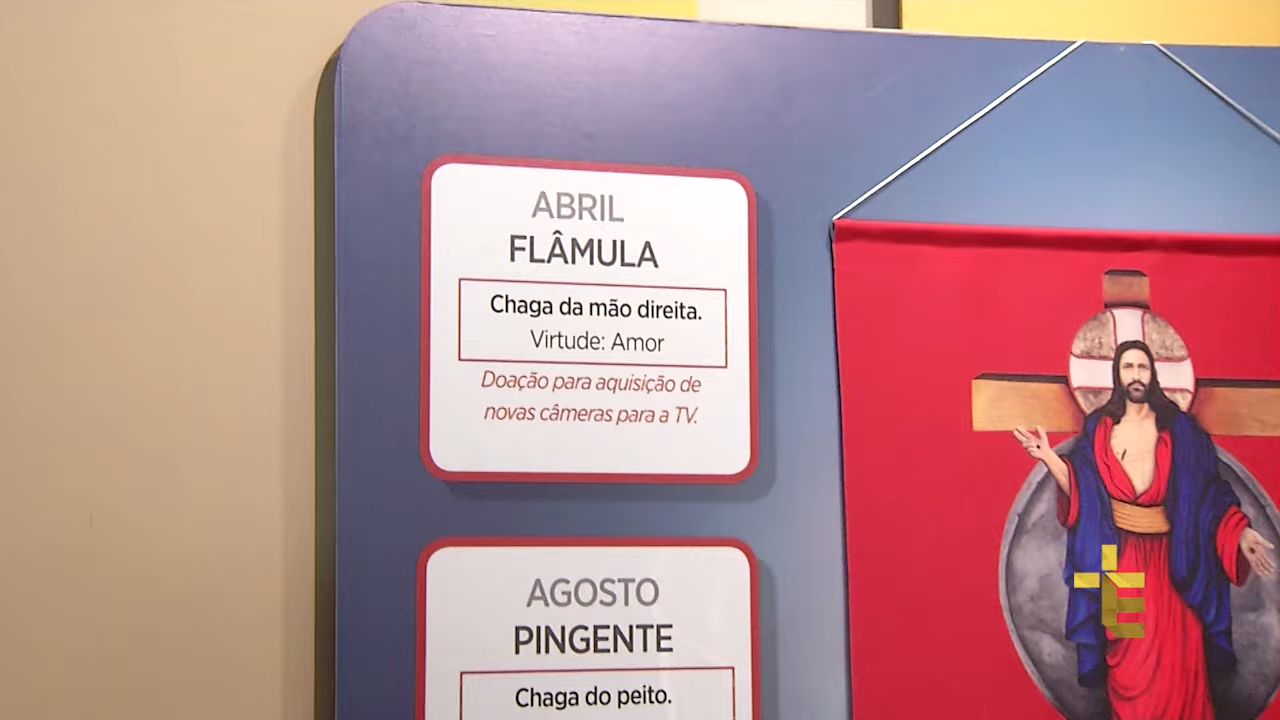 ABRIL
FLÂMULA
Chaga da mão direita.
Virtude: Amor
Doação para aquisição de
novas câmeras para a TV.
AGOSTO
PINGENTE
Chaga do peito.